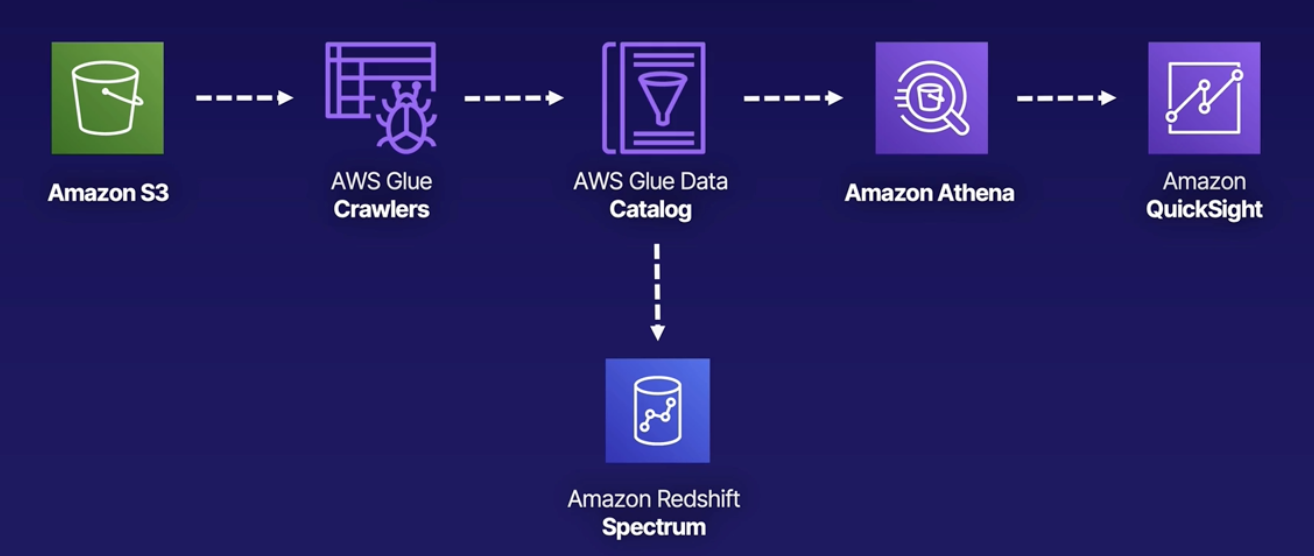 Amazon S3
AWS Glue
Crawlers
AWS Glue Data
Catalog
Amazon Athena
Amazon
QuickSight
Amazon Redshift
Spectrum